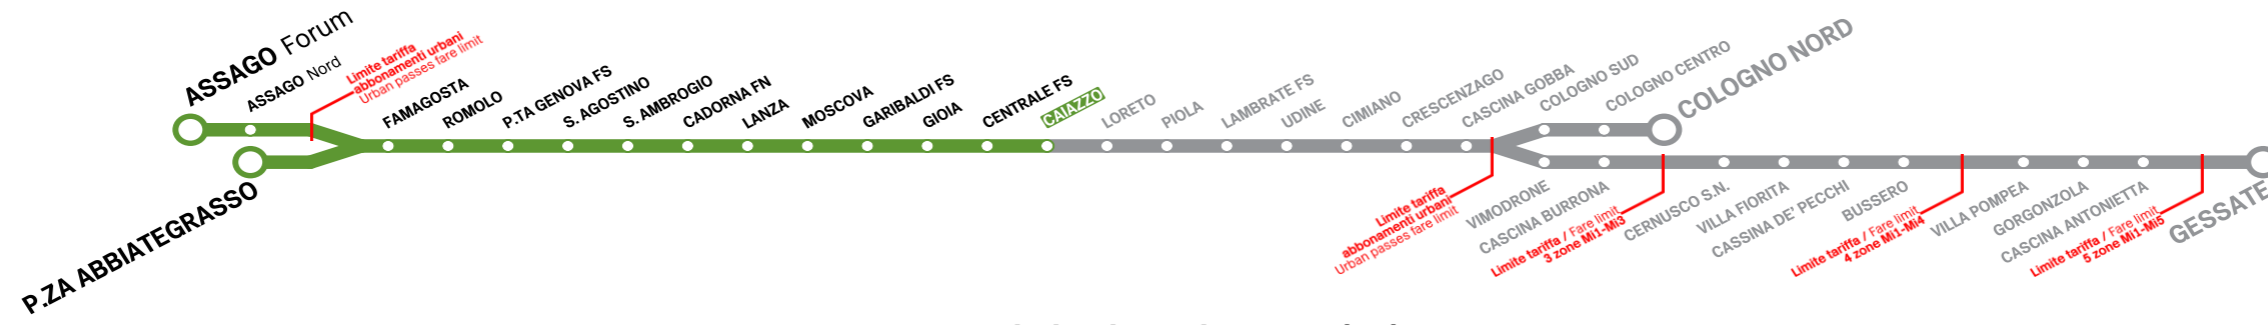 ASSAGO Forum
ASSAGO Nord
Limite tariffa
abbonamenti urbani
Urban passes fare limit
P.ZA ABBIATEGRASSO
FAMAGOSTA
ROMOLO
P.TA GENOVA FS
S. AGOSTINO
S. AMBROGIO
CADORNA FN
LANZA
MOSCOVA
GARIBALDI FS
GIOIA
CENTRALE FS
CAIAZZO
LORETO
PIOLA
LAMBRATE FS
UDINE
CIMIANO
CRESCENZAGO
CASCINA GOBBA
COLOGNO SUD
COLOGNO CENTRO
COLOGNO NORD
Limite tariffa
abbonamenti urbani
Urban passes fare limit
VIMODRONE
CASCINA BURRONA
Limite tariffa / Fare limit
3 zone Mi1-Mi3
CERNUSCO S.N.
VILLA FIORITA
CASSINA DE' PECCHI
BUSSERO
Limite tariffa / Fare limit
4 zone Mi1-Mi4
VILLA POMPEA
GORGONZOLA
CASCINA ANTONIETTA
Limite tariffa / Fare limit
5 zone Mi1-Mi5
GESSATE